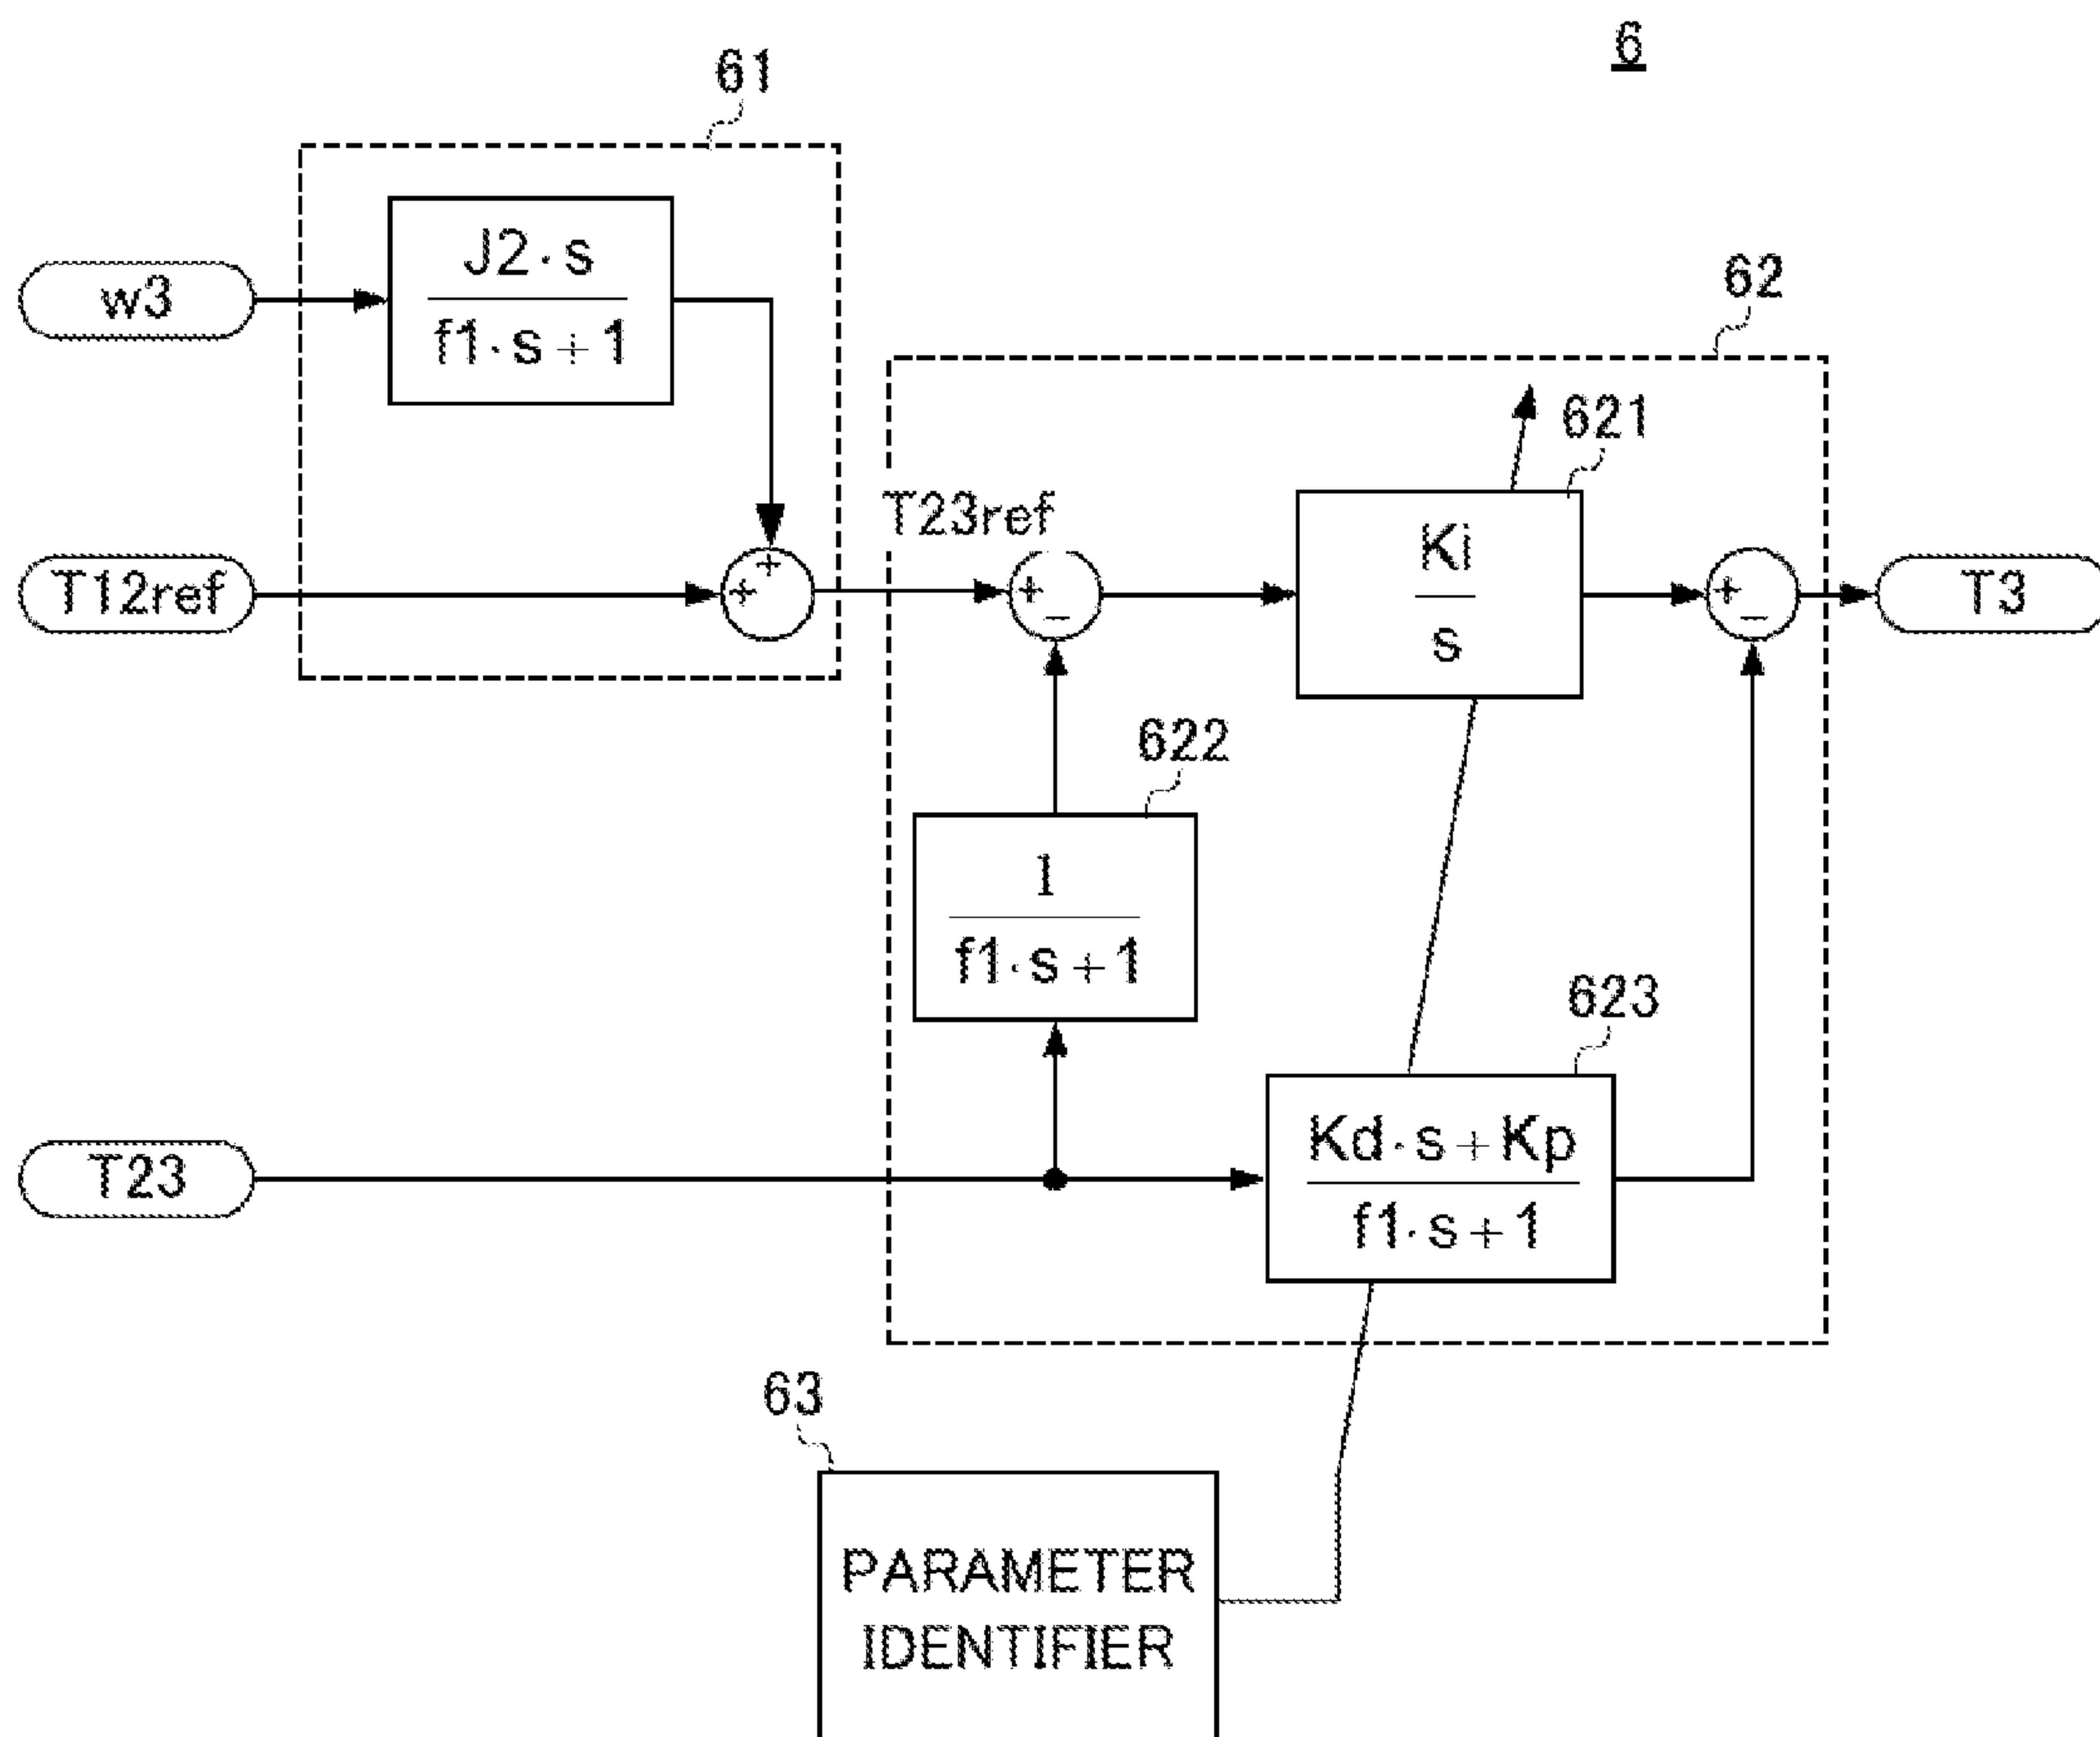 6
61
J2·s
f1·s+1
w3
62
621
T23ref
+
T12ref
+
+
−
Ki
s
+
−
T3
622
1
f1·s+1
623
T23
Kd·s+Kp
f1·s+1
63
PARAMETER
IDENTIFIER